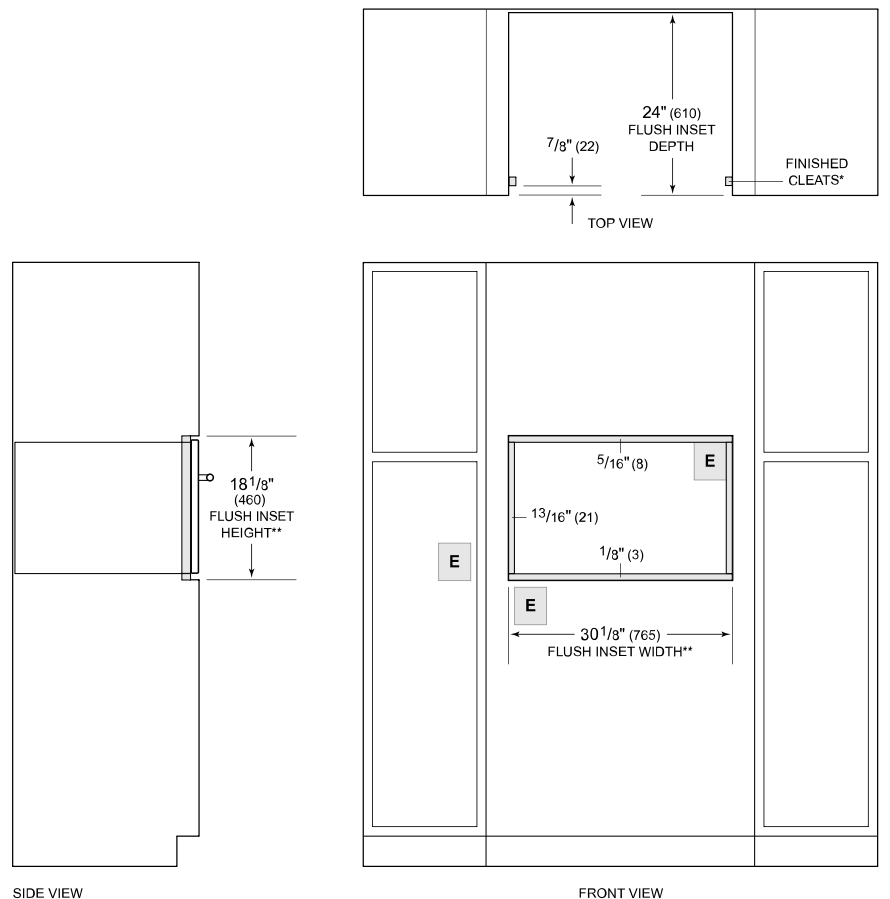 24" (610)
FLUSH INSET
DEPTH
7/8" (22)
FINISHED
CLEATS*
TOP VIEW
18 1/8"
(460)
FLUSH INSET
HEIGHT**
5/16" (8)
E
13/16" (21)
1/8" (3)
E
E
30 1/8" (765)
FLUSH INSET WIDTH**
SIDE VIEW
FRONT VIEW